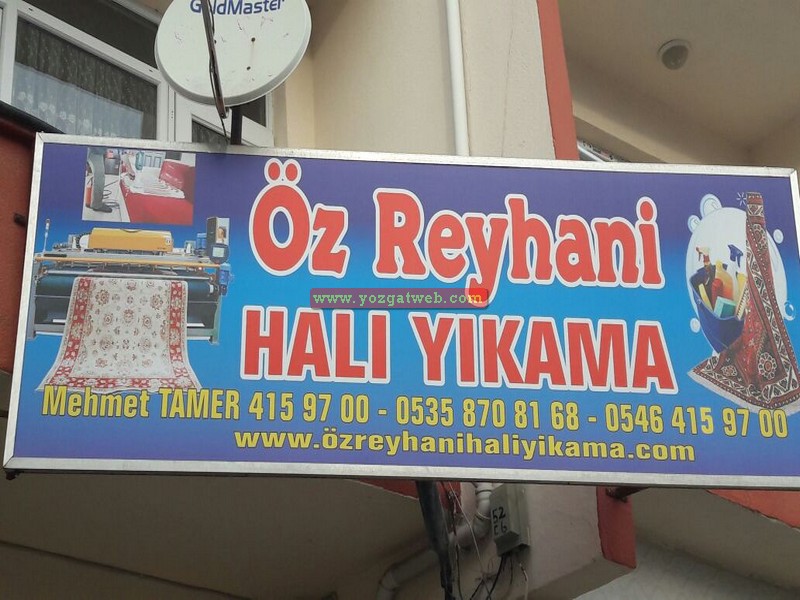 GoldMaster
Öz Reyhani
www.yozgatweb.com
HALI YIKAMA
Mehmet TAMER 415 97 00 - 0535 870 81 68 - 0546 415 97 00
www.özreyhanihaliyikama.com
52